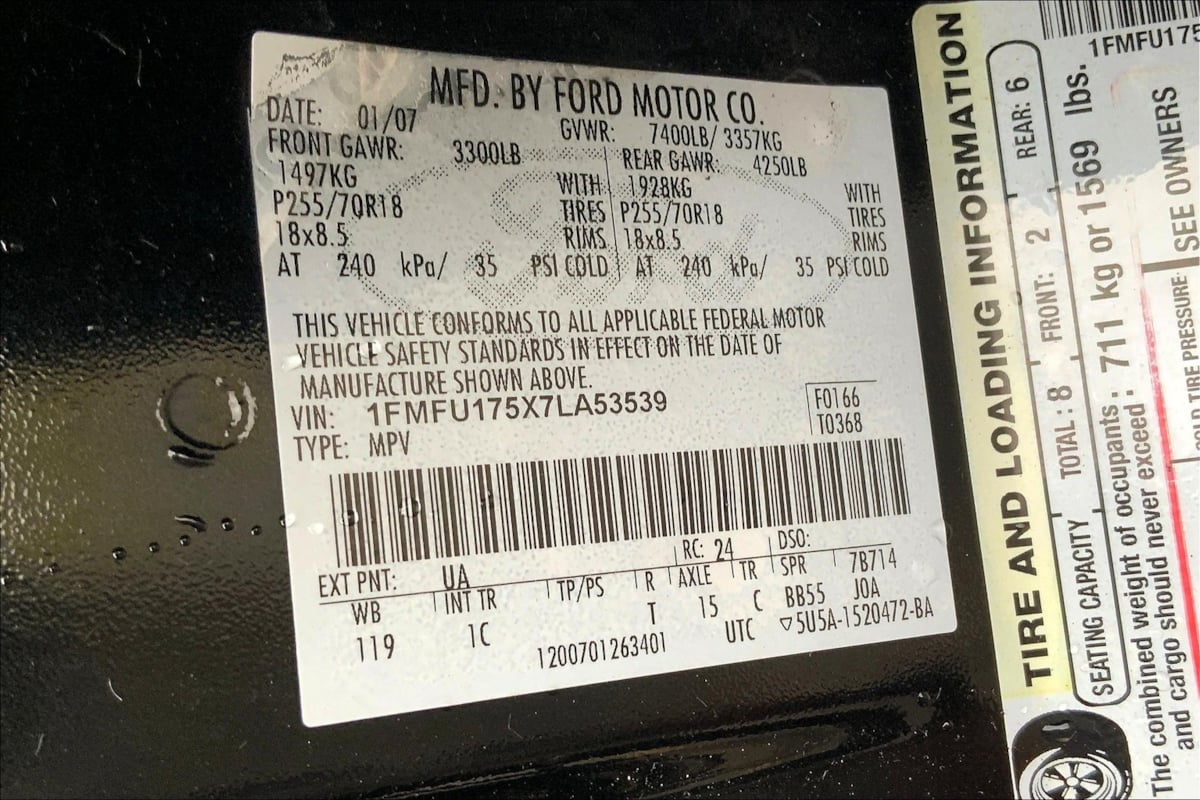 MFD. BY FORD MOTOR CO.
DATE: 01/07
GVWR: 7400LB/ 3357KG
FRONT GAWR: 3300LB
1497KG WITH
P255/70R18 TIRES
18x8.5 RIMS
AT 240 kPa/ 35 PSI COLD
REAR GAWR: 4250LB
1928KG WITH
P255/70R18 TIRES
18x8.5 RIMS
AT 240 kPa/ 35 PSI COLD
THIS VEHICLE CONFORMS TO ALL APPLICABLE FEDERAL MOTOR
VEHICLE SAFETY STANDARDS IN EFFECT ON THE DATE OF
MANUFACTURE SHOWN ABOVE.
VIN: 1FMFU175X7LA53539
TYPE: MPV
F0166
T0368
EXT PNT: UA RC: 24 DSO:
WB INT TR TP/PS R AXLE TR SPR 7B714
119 1C T 15 C BB55 JOA
1200701263401 UTC ▽5U5A-1520472-BA
1FMFU175
TIRE AND LOADING INFORMATION
SEATING CAPACITY TOTAL : 8 FRONT: 2 REAR: 6
The combined weight of occupants : 711 kg or 1569 lbs.
and cargo should never exceed :
TIRE PRESSURE
SEE OWNERS